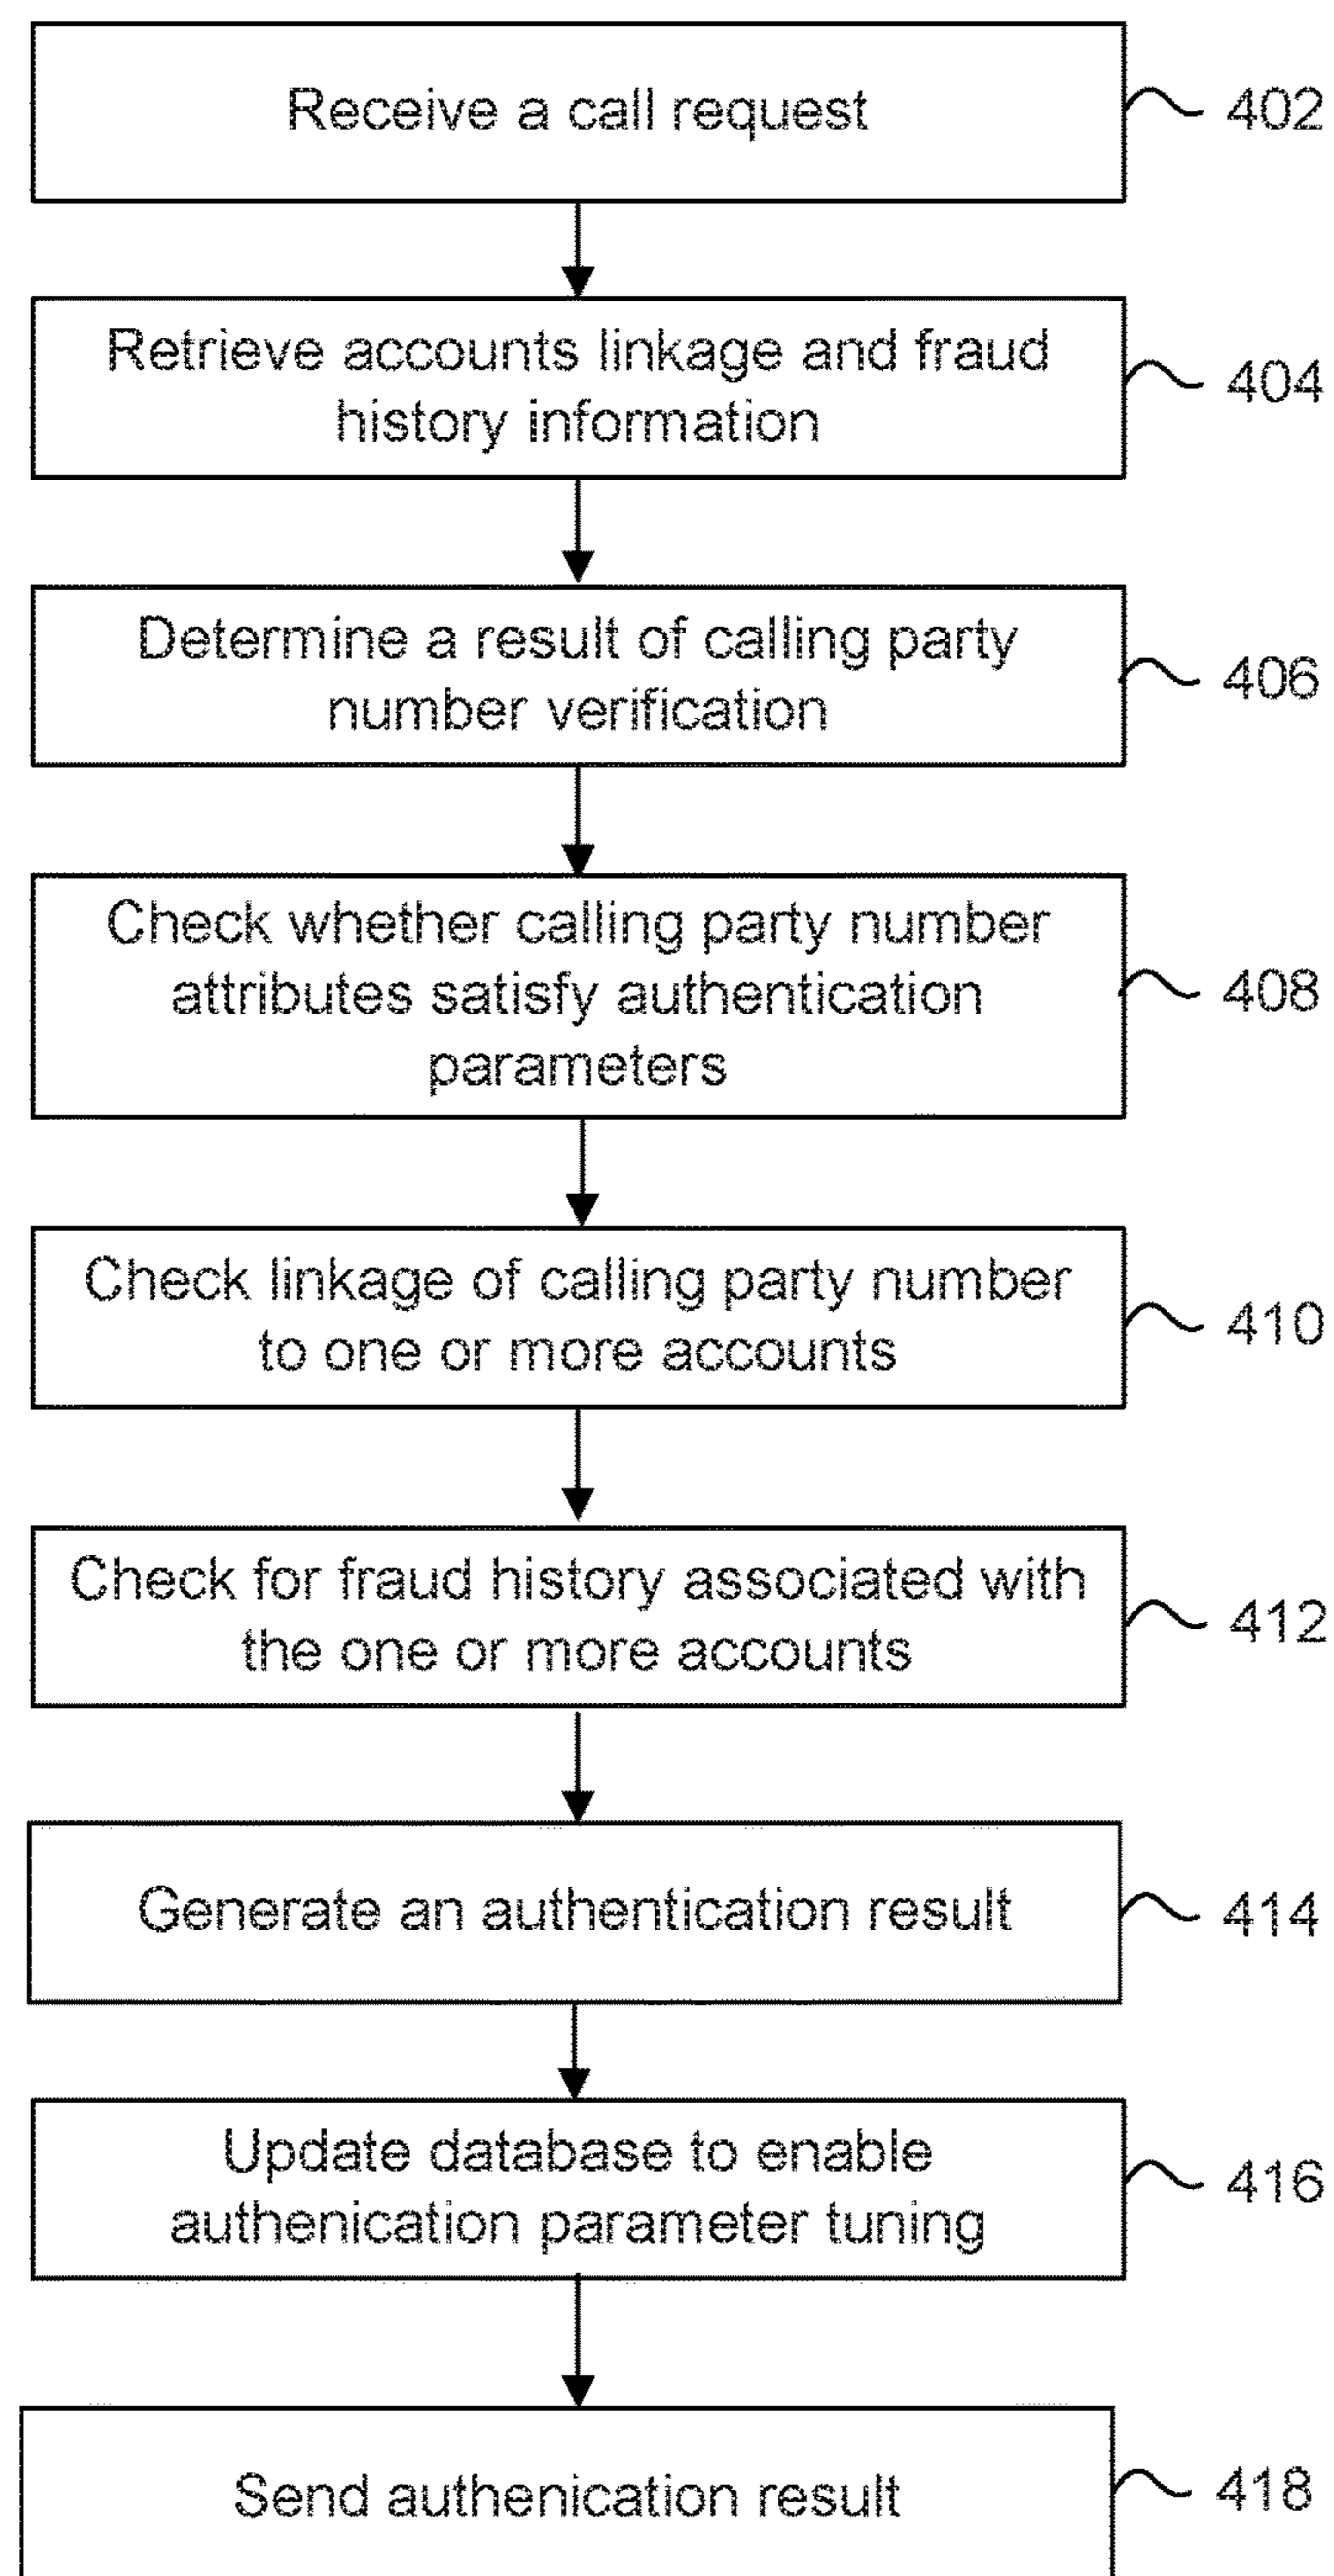 Receive a call request
402
Retrieve accounts linkage and fraud
history information
404
Determine a result of calling party
number verification
406
Check whether calling party number
attributes satisfy authentication
parameters
408
Check linkage of calling party number
to one or more accounts
410
Check for fraud history associated with
the one or more accounts
412
Generate an authentication result
414
Update database to enable
authenication parameter tuning
416
Send authenication result
418